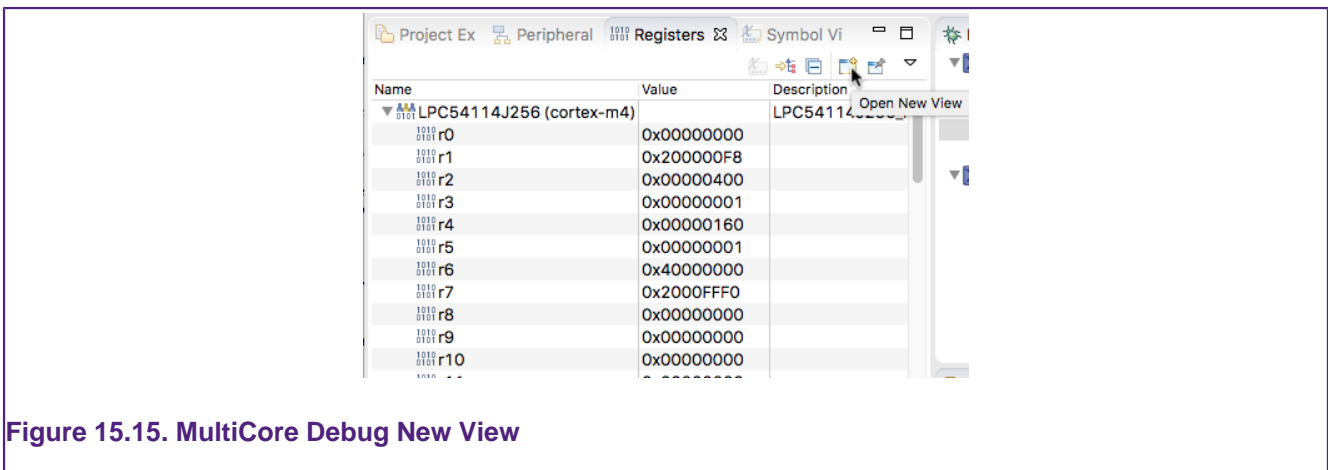 Project Ex Peripheral Registers Symbol Vi
Name Value Description
Open New View
LPC54114J256 (cortex-m4)
r0 0x00000000
r1 0x200000F8
r2 0x00000400
r3 0x00000001
r4 0x00000160
r5 0x00000001
r6 0x40000000
r7 0x2000FFF0
r8 0x00000000
r9 0x00000000
r10 0x00000000
Figure 15.15. MultiCore Debug New View